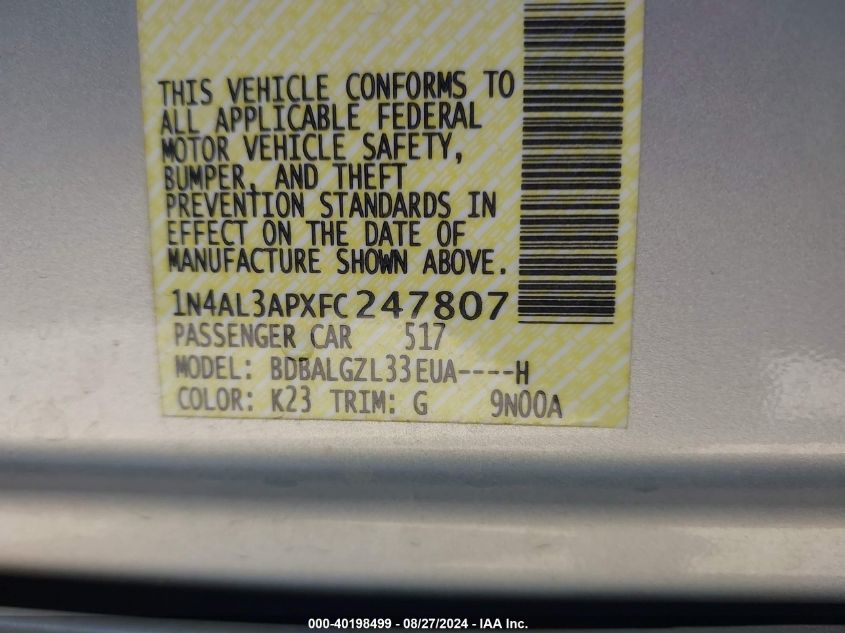 THIS VEHICLE CONFORMS TO
ALL APPLICABLE FEDERAL
MOTOR VEHICLE SAFETY,
BUMPER, AND THEFT
PREVENTION STANDARDS IN
EFFECT ON THE DATE OF
MANUFACTURE SHOWN ABOVE.
1N4AL3APXFC247807
PASSENGER CAR 517
MODEL: BDBALGZL33EUA----H
COLOR: K23 TRIM: G 9N00A
000-40198499 - 08/27/2024 - IAA Inc.